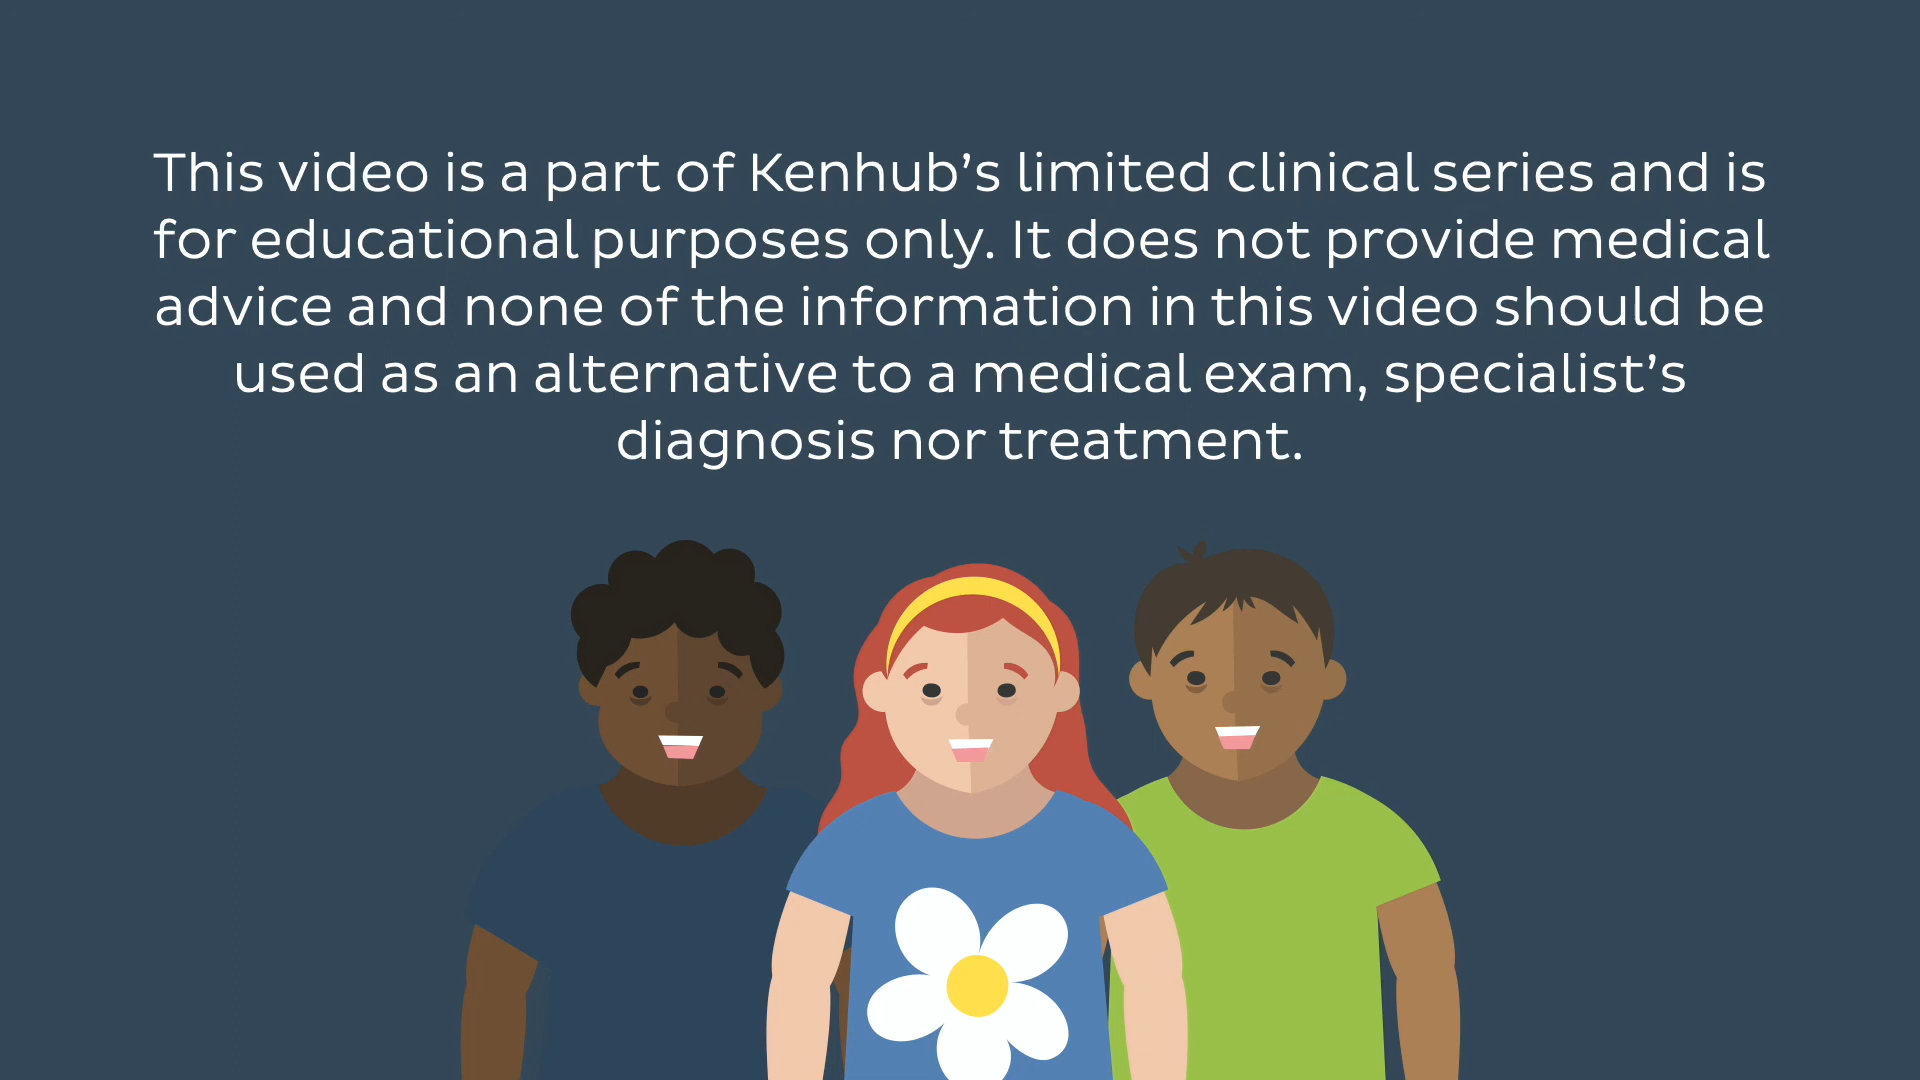 This video is a part of Kenhub’s limited clinical series and is
for educational purposes only. It does not provide medical
advice and none of the information in this video should be
used as an alternative to a medical exam, specialist’s
diagnosis nor treatment.